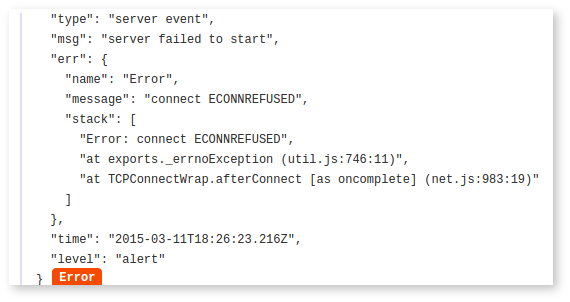 "type": "server event",
"msg": "server failed to start",
"err": {
"name": "Error",
"message": "connect ECONNREFUSED",
"stack": [
"Error: connect ECONNREFUSED",
"at exports._errnoException (util.js:746:11)",
"at TCPConnectWrap.afterConnect [as oncomplete] (net.js:983:19)"
]
},
"time": "2015-03-11T18:26:23.216Z",
"level": "alert"
} Error